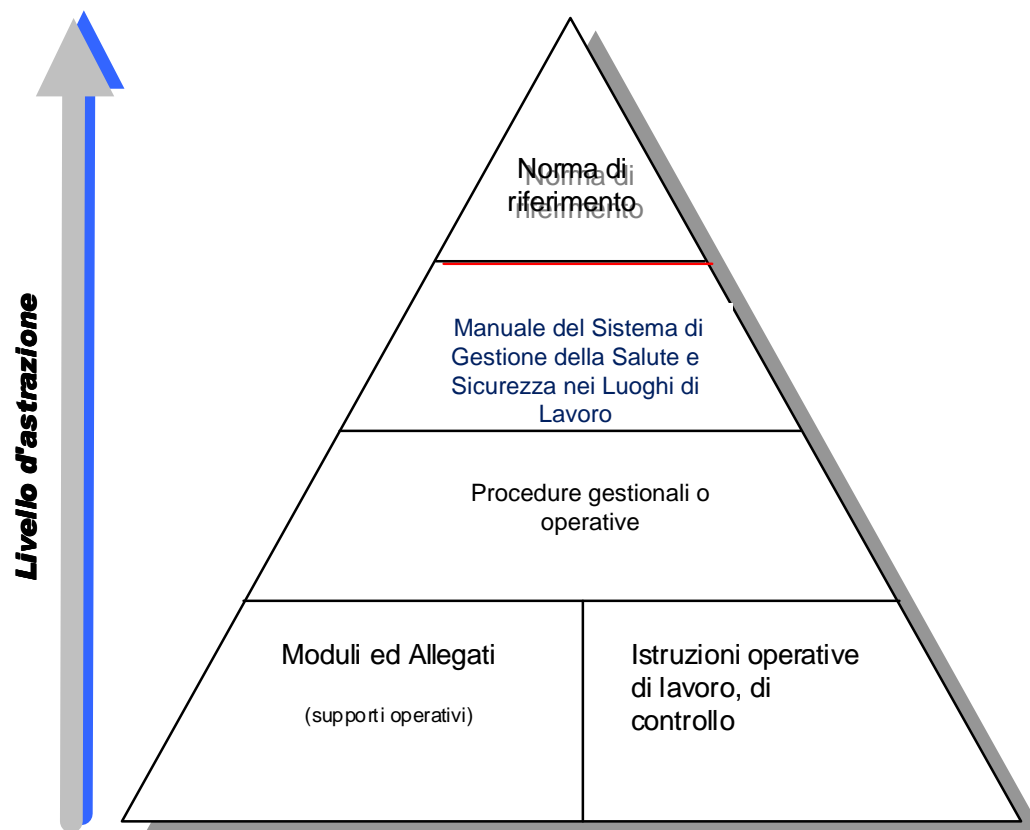 Livello d'astrazione
Norma di
riferimento
Manuale del Sistema di
Gestione della Salute e
Sicurezza nei Luoghi di
Lavoro
Procedure gestionali o
operative
Moduli ed Allegati
(supporti operativi)
Istruzioni operative
di lavoro, di
controllo